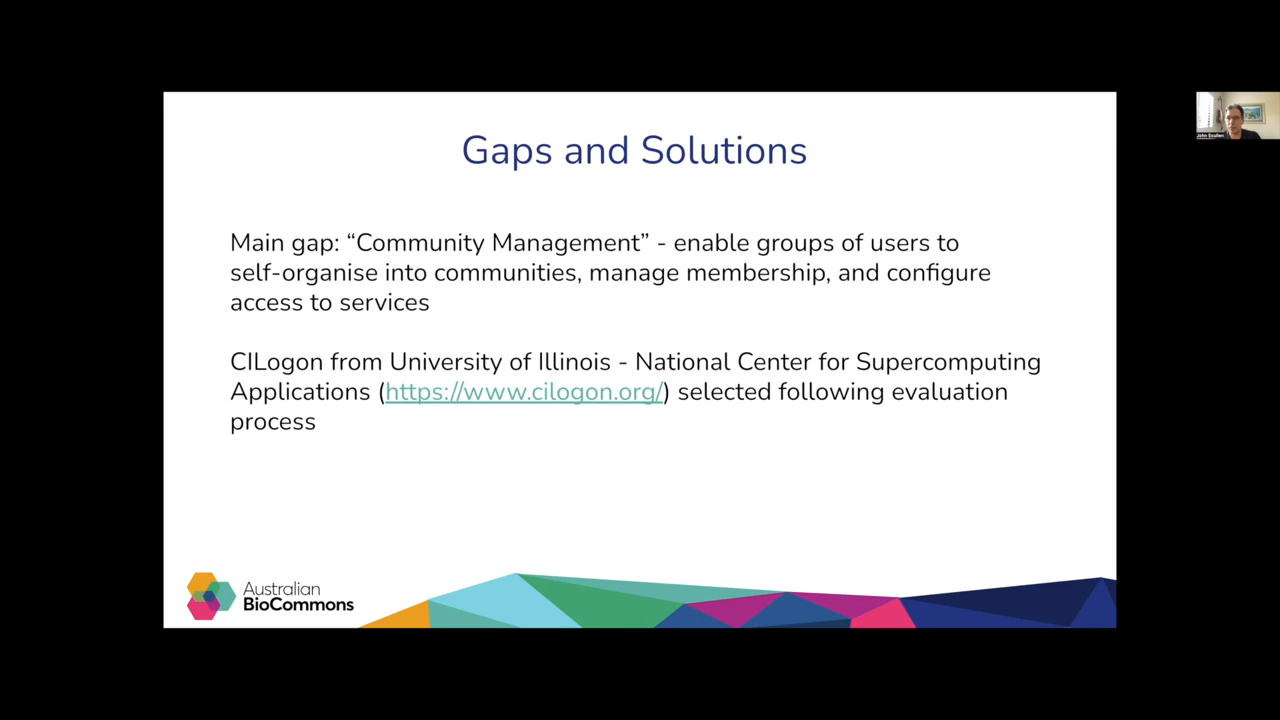 Gaps and Solutions
Main gap: “Community Management” - enable groups of users to
self-organise into communities, manage membership, and configure
access to services
CILogon from University of Illinois - National Center for Supercomputing
Applications (https://www.cilogon.org/) selected following evaluation
process
Australian
BioCommons
John Scullen